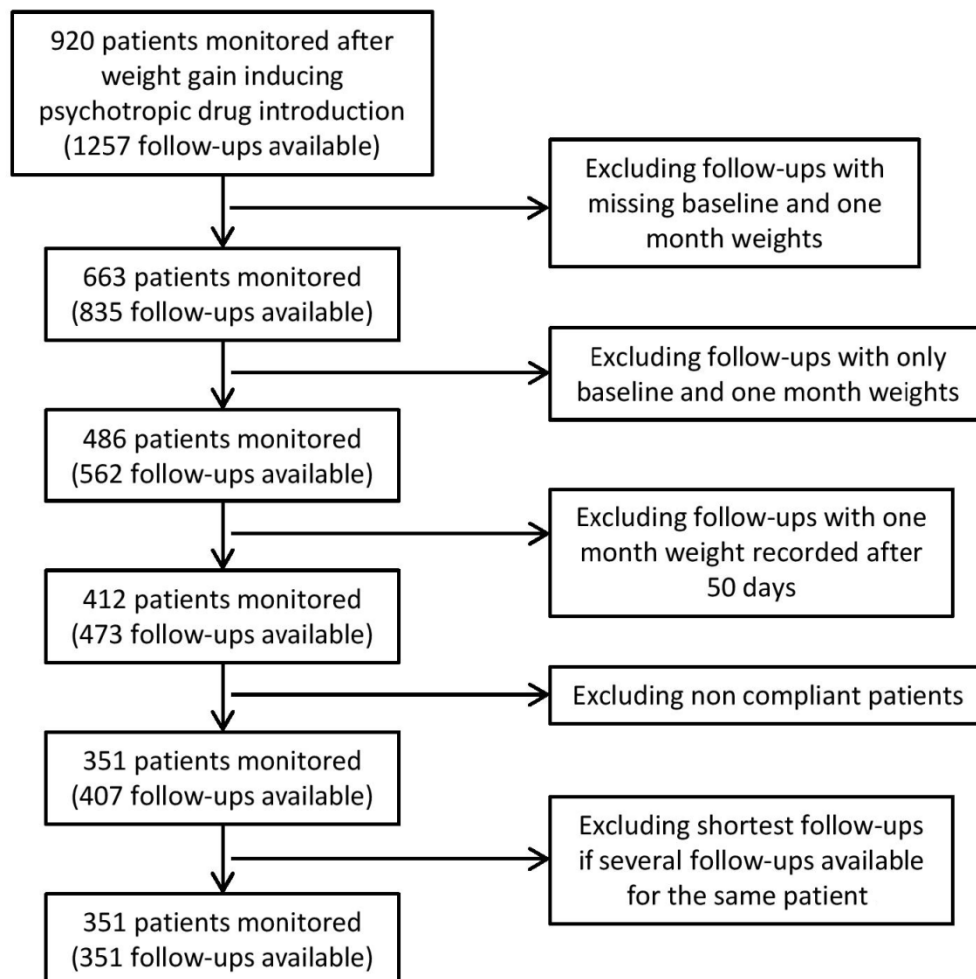 920 patients monitored after
weight gain inducing
psychotropic drug introduction
(1257 follow-ups available)
Excluding follow-ups with
missing baseline and one
month weights
663 patients monitored
(835 follow-ups available)
Excluding follow-ups with only
baseline and one month weights
486 patients monitored
(562 follow-ups available)
Excluding follow-ups with one
month weight recorded after
50 days
412 patients monitored
(473 follow-ups available)
Excluding non compliant patients
351 patients monitored
(407 follow-ups available)
Excluding shortest follow-ups
if several follow-ups available
for the same patient
351 patients monitored
(351 follow-ups available)